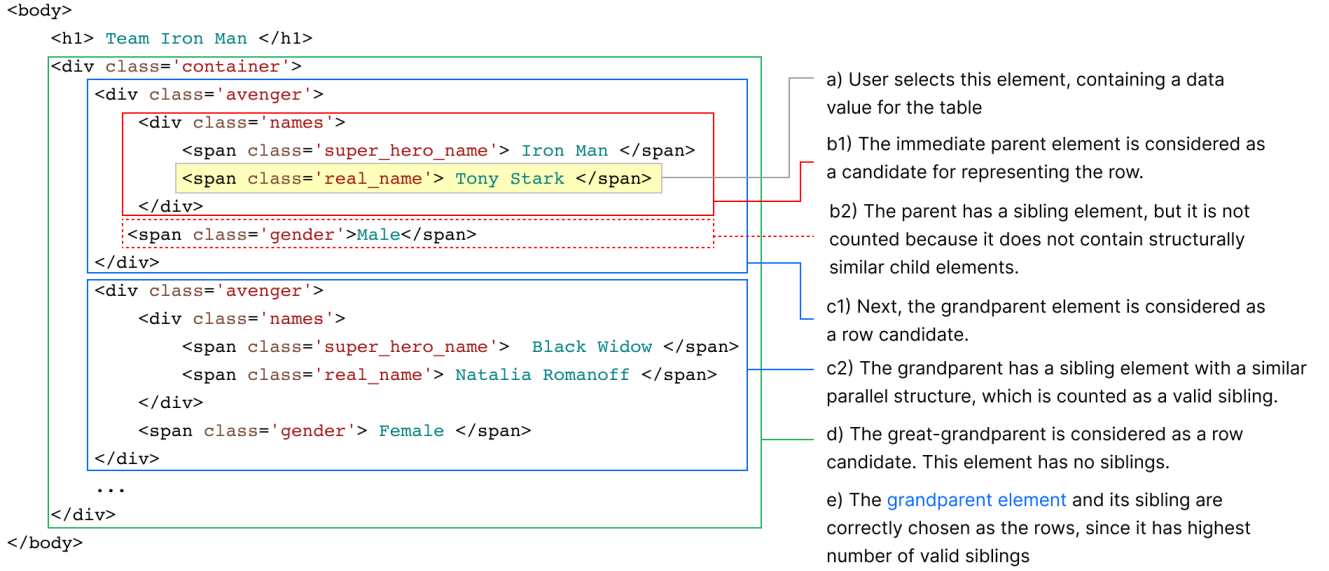 <body>
<h1> Team Iron Man </h1>
<div class='container'>
<div class='avenger'>
<div class='names'>
<span class='super_hero_name'> Iron Man </span>
<span class='real_name'> Tony Stark </span>
</div>
<span class='gender'>Male</span>
</div>
<div class='avenger'>
<div class='names'>
<span class='super_hero_name'> Black Widow </span>
<span class='real_name'> Natalia Romanoff </span>
</div>
<span class='gender'> Female </span>
</div>
...
</div>
</body>
a) User selects this element, containing a data
value for the table
b1) The immediate parent element is considered as
a candidate for representing the row.
b2) The parent has a sibling element, but it is not
counted because it does not contain structurally
similar child elements.
c1) Next, the grandparent element is considered as
a row candidate.
c2) The grandparent has a sibling element with a similar
parallel structure, which is counted as a valid sibling.
d) The great-grandparent is considered as a row
candidate. This element has no siblings.
e) The grandparent element and its sibling are
correctly chosen as the rows, since it has highest
number of valid siblings